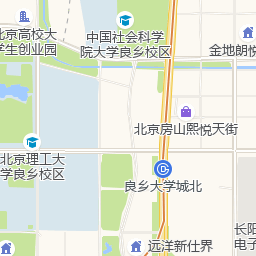 中国社会科学
院大学良乡校区
北京高校大
学生创业园
金地朗悦
北京房山熙悦天街
北京理工大
学良乡校区
良乡大学城北
长阳
电子
远洋新仕界